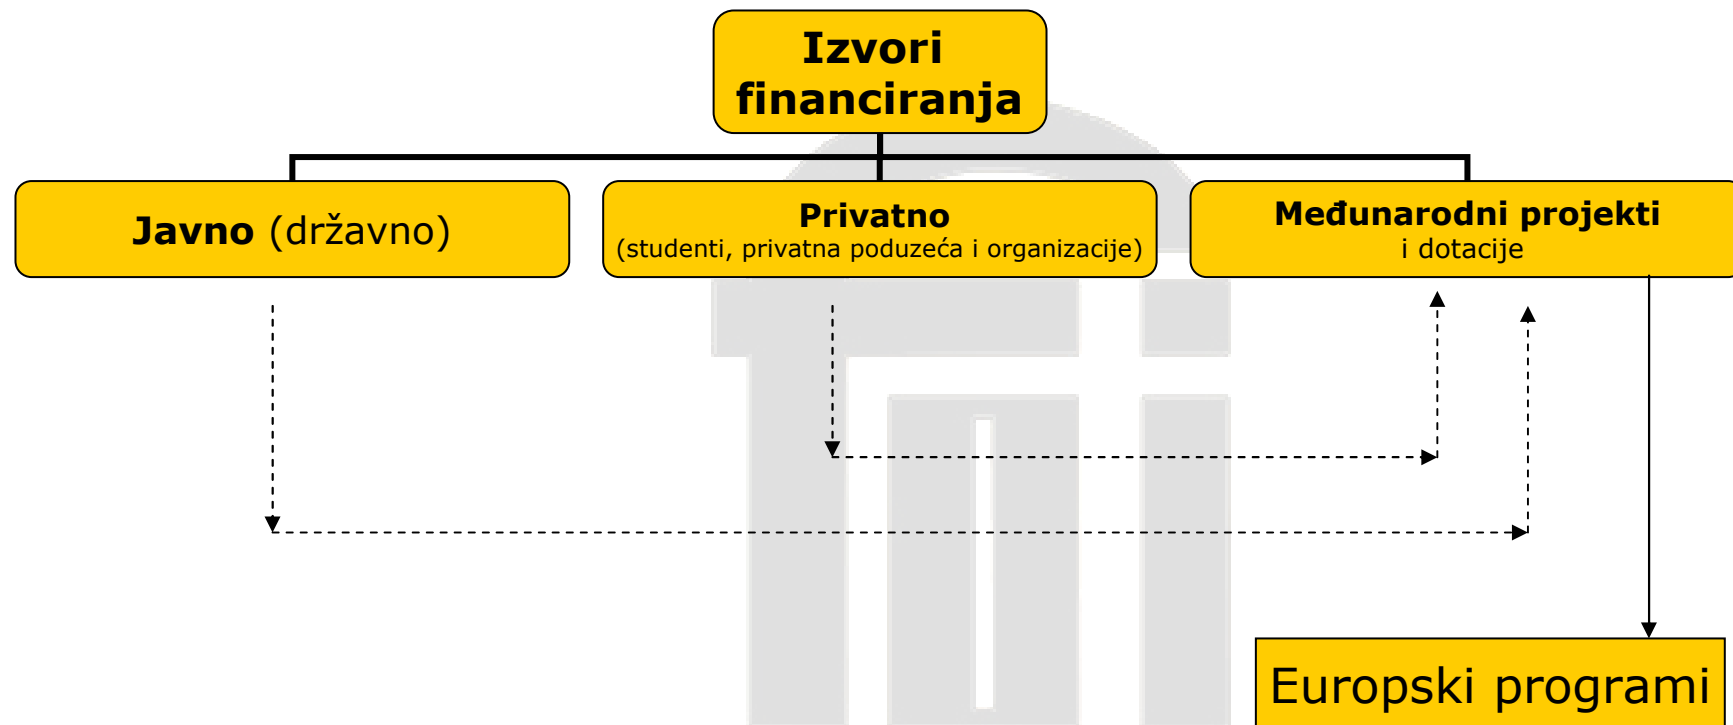 Izvori
financiranja
Javno (državno)
Privatno
(studenti, privatna poduzeća i organizacije)
Međunarodni projekti
i dotacije
Europski programi